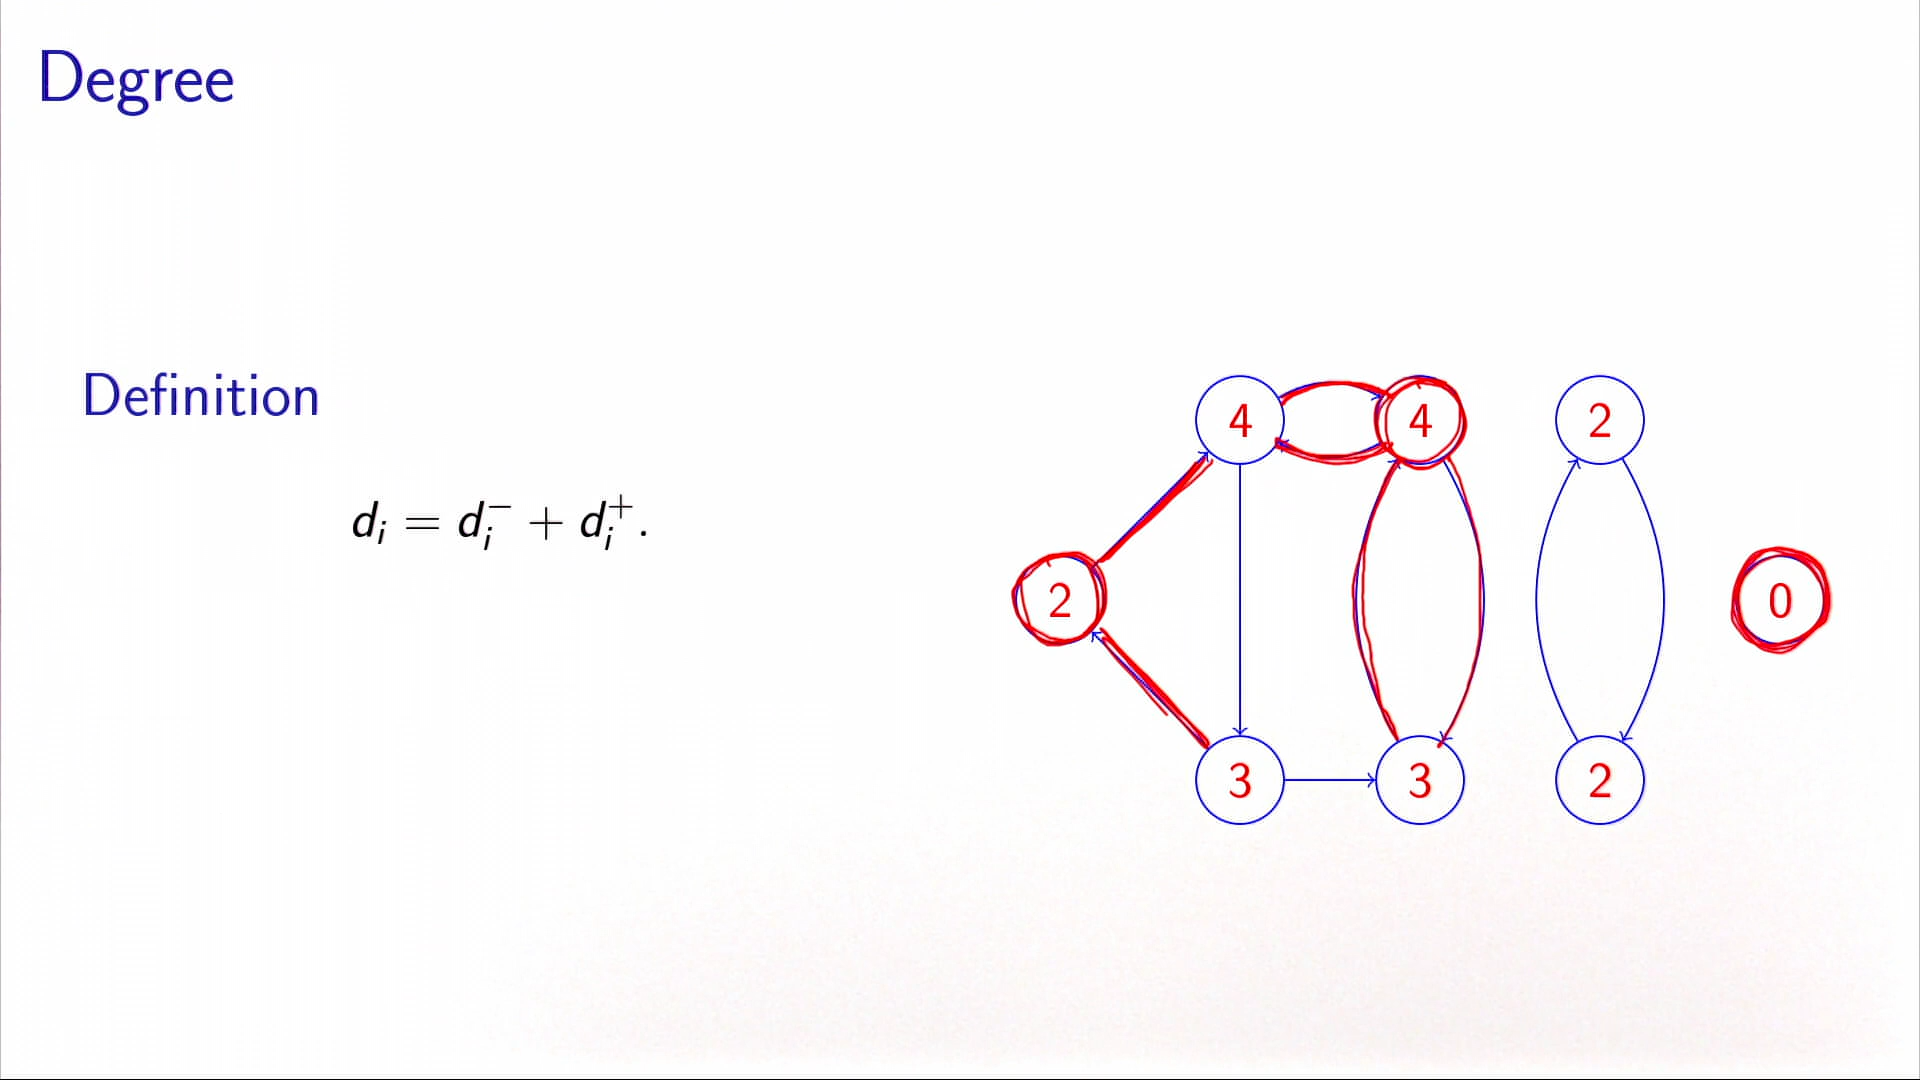 Degree
Definition
dᵢ = dᵢ⁻ + dᵢ⁺.
4 4 2
2 0
3 3 2